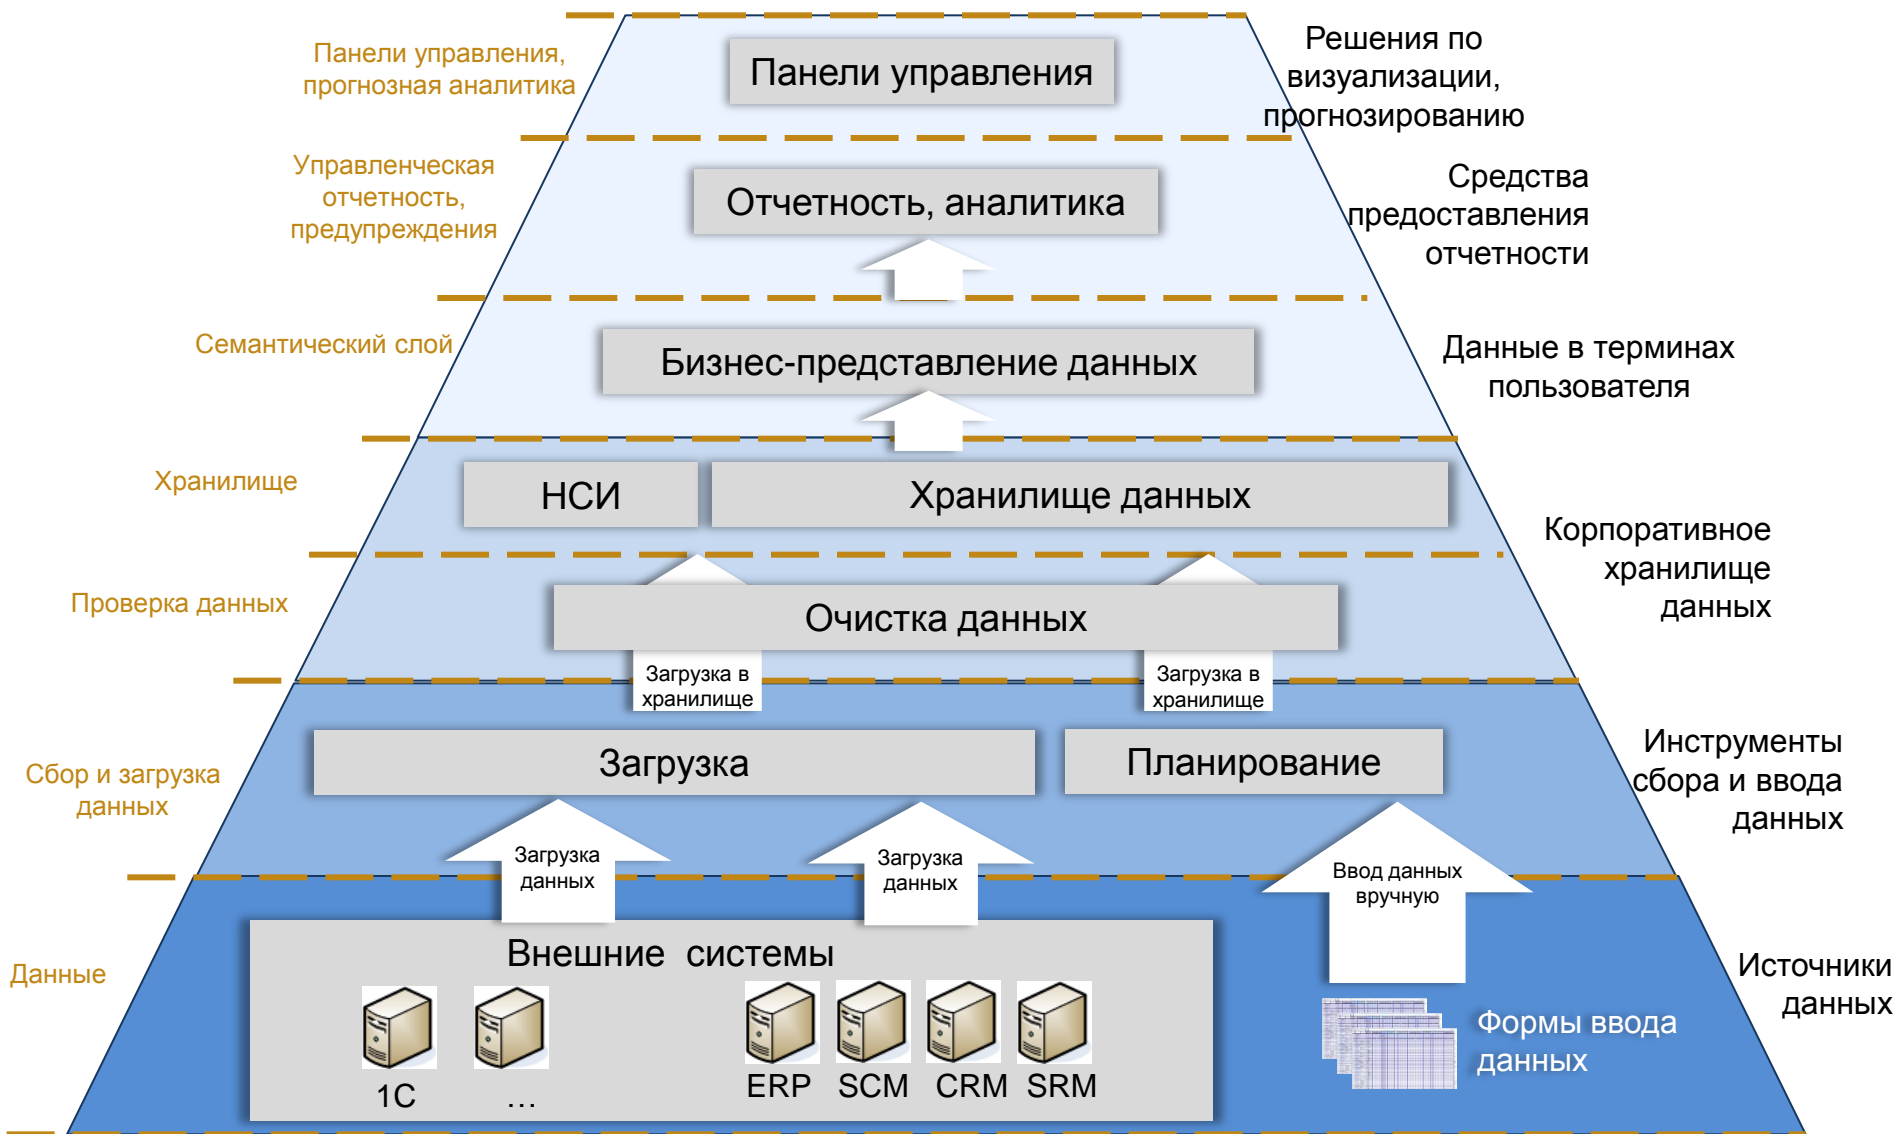 Панели управления,
прогнозная аналитика
Панели управления
Решения по
визуализации,
прогнозированию
Управленческая
отчетность,
предупреждения
Отчетность, аналитика
Средства
предоставления
отчетности
Семантический слой
Бизнес-представление данных
Данные в терминах
пользователя
Хранилище
НСИ
Хранилище данных
Корпоративное
хранилище
данных
Проверка данных
Очистка данных
Загрузка в
хранилище
Загрузка в
хранилище
Сбор и загрузка
данных
Загрузка
Планирование
Инструменты
сбора и ввода
данных
Загрузка
данных
Загрузка
данных
Ввод данных
вручную
Данные
Внешние системы
1С
...
ERP
SCM
CRM
SRM
Формы ввода
данных
Источники
данных